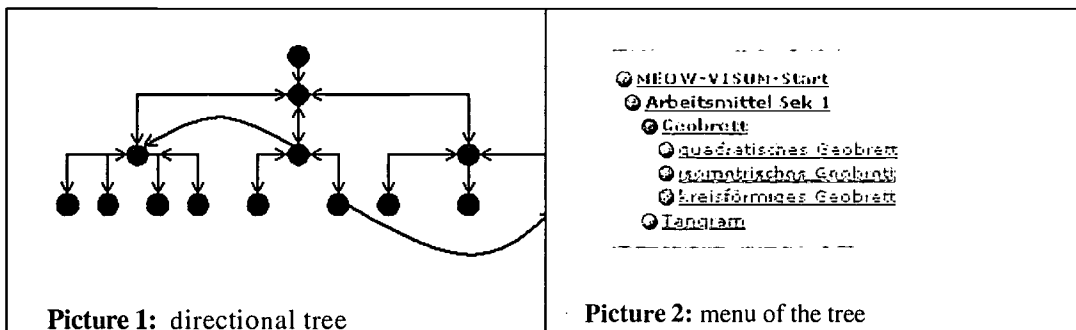 MEOW-VISUM-Start
Arbeitsmittel Sek 1
Geobrett
quadratisches Geobrett
isometrisches Geobrett
kreisförmiges Geobrett
Tangram
Picture 1: directional tree
Picture 2: menu of the tree